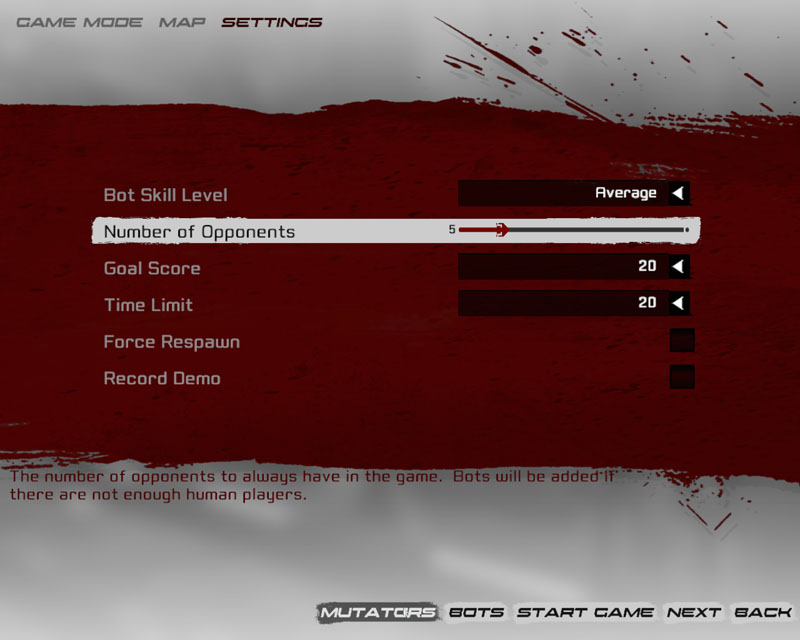 GAME MODE MAP SETTINGS
Bot Skill Level Average
Number of Opponents 5
Goal Score 20
Time Limit 20
Force Respawn
Record Demo
The number of opponents to always have in the game. Bots will be added if
there are not enough human players.
MUTATORS BOTS START GAME NEXT BACK